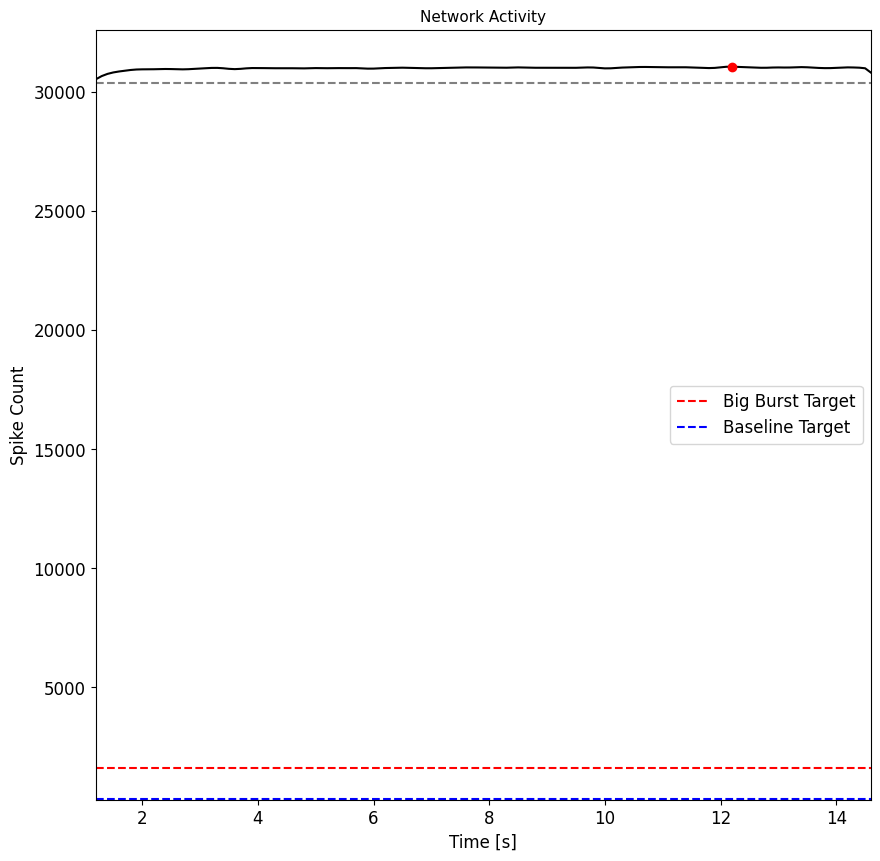 Network Activity
30000
25000
20000
15000
10000
5000
Spike Count
Big Burst Target
Baseline Target
2 4 6 8 10 12 14
Time [s]